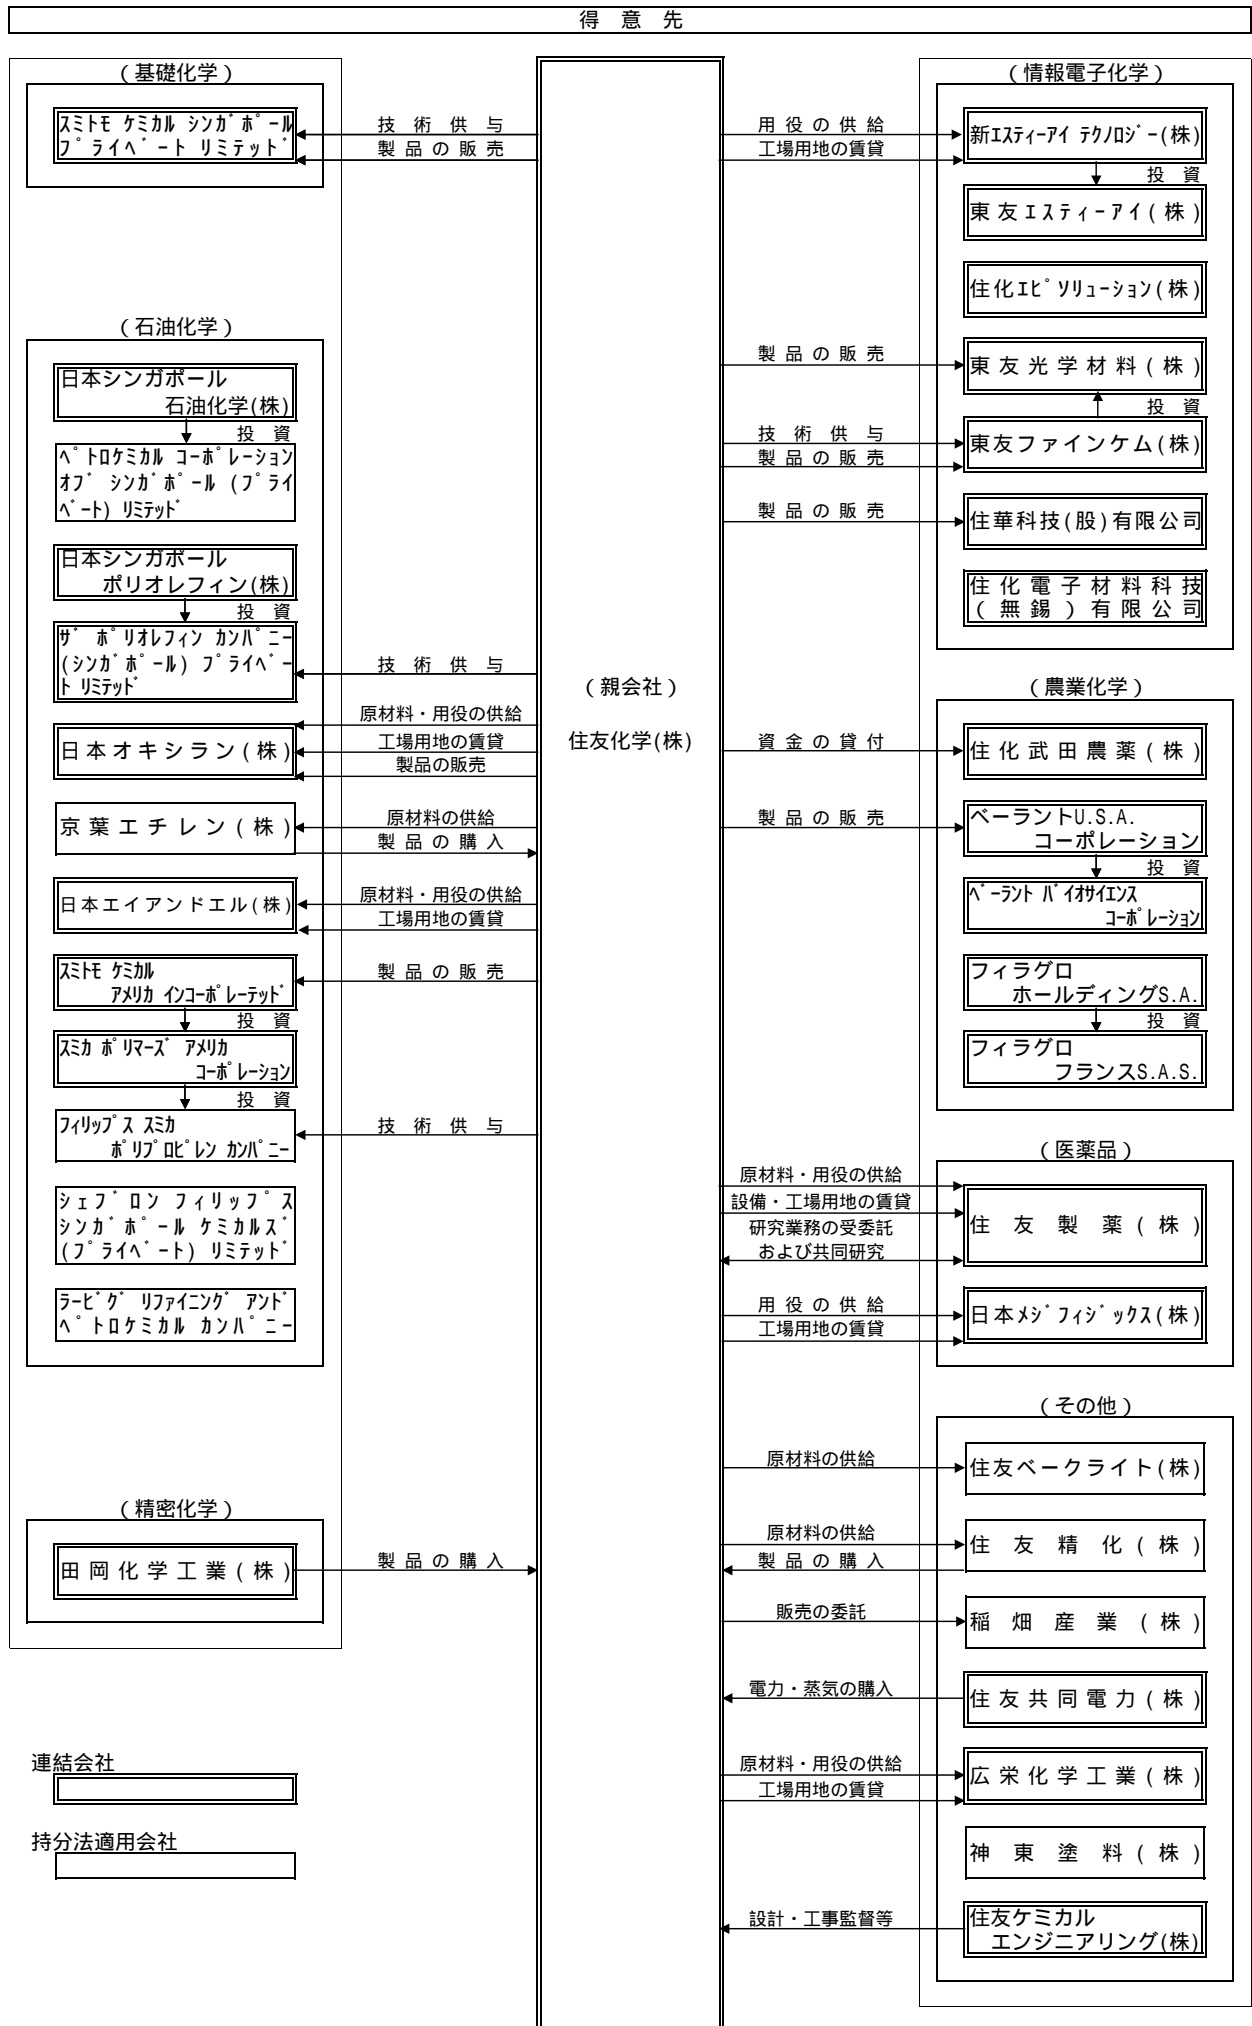 得意先
(基礎化学)
スミトモ ケミカル シンガポール
プライベート リミテッド
技術供与
製品の販売
(石油化学)
日本シンガポール
石油化学(株)
投資
ペトロケミカル コーポレーション
オブ シンガポール (プライ
ベート) リミテッド
日本シンガポール
ポリオレフィン(株)
投資
ザ ポリオレフィン カンパニー
(シンガポール) プライベー
ト リミテッド
技術供与
日本オキシラン(株)
原材料・用役の供給
工場用地の賃貸
製品の販売
京葉エチレン(株)
原材料の供給
製品の購入
日本エイアンドエル(株)
原材料・用役の供給
工場用地の賃貸
スミトモ ケミカル
アメリカ インコーポレーテッド
製品の販売
投資
スミカ ポリマーズ アメリカ
コーポレーション
投資
フィリップス スミカ
ポリプロピレン カンパニー
技術供与
シェブロン フィリップス
シンガポール ケミカルズ
(プライベート) リミテッド
ラービグ リファイニング アンド
ペトロケミカル カンパニー
(精密化学)
田岡化学工業(株)
製品の購入
連結会社
持分法適用会社
(親会社)
住友化学(株)
(情報電子化学)
用役の供給
工場用地の賃貸
新エスティーアイ テクノロジー(株)
投資
東友エスティーアイ(株)
住化エピソリューション(株)
製品の販売
東友光学材料(株)
投資
技術供与
製品の販売
東友ファインケム(株)
製品の販売
住華科技(股)有限公司
住化電子材料科技
(無錫)有限公司
(農業化学)
資金の貸付
住化武田農薬(株)
製品の販売
ベーラントU.S.A.
コーポレーション
投資
ベーラント バイオサイエンス
コーポレーション
フィラグロ
ホールディングS.A.
投資
フィラグロ
フランスS.A.S.
(医薬品)
原材料・用役の供給
設備・工場用地の賃貸
研究業務の受委託
および共同研究
住友製薬(株)
用役の供給
工場用地の賃貸
日本メジフィジックス(株)
(その他)
原材料の供給
住友ベークライト(株)
原材料の供給
製品の購入
住友精化(株)
販売の委託
稲畑産業(株)
電力・蒸気の購入
住友共同電力(株)
原材料・用役の供給
工場用地の賃貸
広栄化学工業(株)
神東塗料(株)
設計・工事監督等
住友ケミカル
エンジニアリング(株)